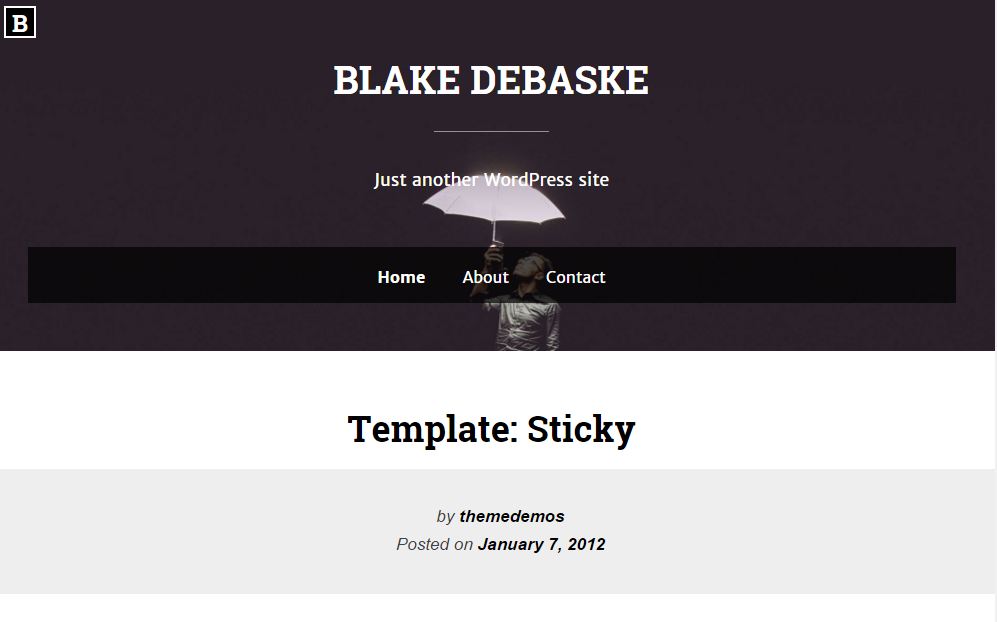 B
BLAKE DEBASKE
Just another WordPress site
Home About Contact
Template: Sticky
by themedemos
Posted on January 7, 2012